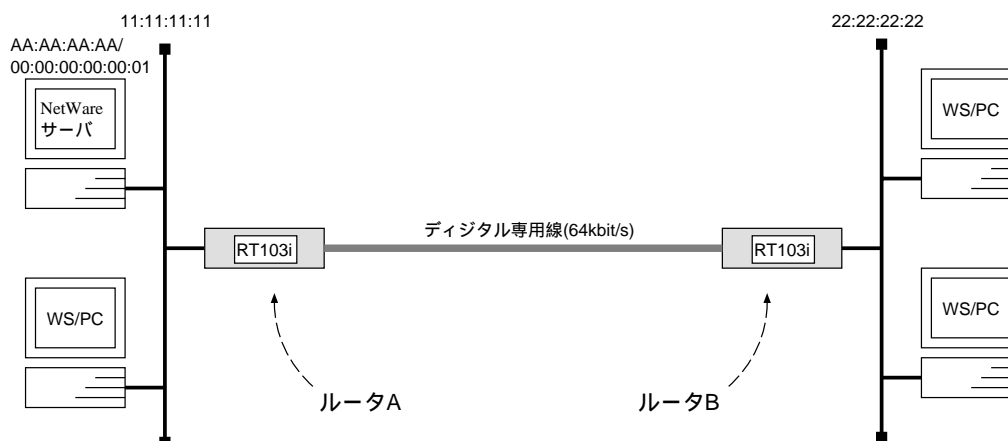 11:11:11:11
22:22:22:22
AA:AA:AA:AA/
00:00:00:00:00:01
NetWare
サーバ
WS/PC
ディジタル専用線(64kbit/s)
RT103i
RT103i
WS/PC
WS/PC
ルータA
ルータB